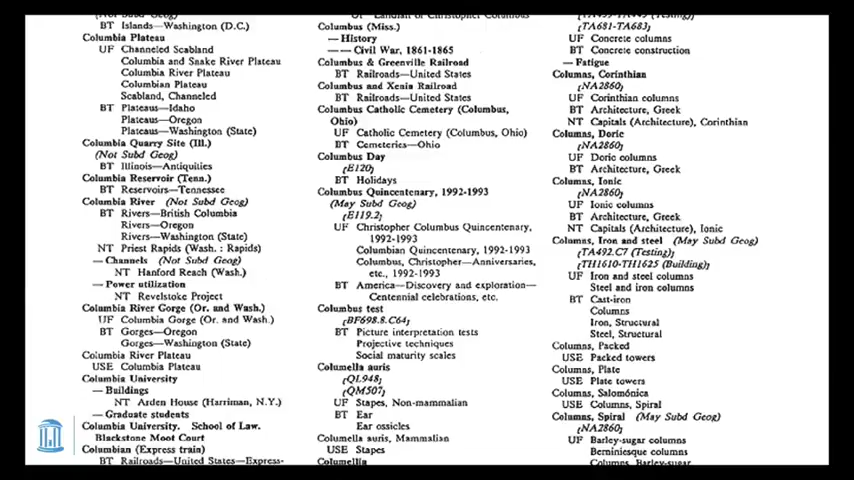 (Not Subd Geog)
BT Islands—Washington (D.C.)
Columbia Plateau
UF Channeled Scabland
Columbia and Snake River Plateau
Columbia River Plateau
Columbian Plateau
Scabland, Channeled
BT Plateaus—Idaho
Plateaus—Oregon
Plateaus—Washington (State)
Columbia Quarry Site (Ill.)
(Not Subd Geog)
BT Illinois—Antiquities
Columbia Reservoir (Tenn.)
BT Reservoirs—Tennessee
Columbia River (Not Subd Geog)
BT Rivers—British Columbia
Rivers—Oregon
Rivers—Washington (State)
NT Priest Rapids (Wash. : Rapids)
— Channels (Not Subd Geog)
NT Hanford Reach (Wash.)
— Power utilization
NT Revelstoke Project
Columbia River Gorge (Or. and Wash.)
UF Columbia Gorge (Or. and Wash.)
BT Gorges—Oregon
Gorges—Washington (State)
Columbia River Plateau
USE Columbia Plateau
Columbia University
— Buildings
NT Arden House (Harriman, N.Y.)
— Graduate students
Columbia University. School of Law.
Blackstone Moot Court
Columbian (Express train)
BT Railroads—United States—Express-
Columbus (Miss.)
— History
— — Civil War, 1861-1865
Columbus & Greenville Railroad
BT Railroads—United States
Columbus and Xenia Railroad
BT Railroads—United States
Columbus Catholic Cemetery (Columbus,
Ohio)
UF Catholic Cemetery (Columbus, Ohio)
BT Cemeteries—Ohio
Columbus Day
[E120]
BT Holidays
Columbus Quincentenary, 1992-1993
(May Subd Geog)
[E119.2]
UF Christopher Columbus Quincentenary,
1992-1993
Columbian Quincentenary, 1992-1993
Columbus, Christopher—Anniversaries,
etc., 1992-1993
BT America—Discovery and exploration—
Centennial celebrations, etc.
Columbus test
[BF698.8.C64]
BT Picture interpretation tests
Projective techniques
Social maturity scales
Columella auris
[QL948]
[QM507]
UF Stapes, Non-mammalian
BT Ear
Ear ossicles
Columella auris, Mammalian
USE Stapes
Columellia
[TA681-TA683]
UF Concrete columns
BT Concrete construction
— Fatigue
Columns, Corinthian
[NA2860]
UF Corinthian columns
BT Architecture, Greek
NT Capitals (Architecture), Corinthian
Columns, Doric
[NA2860]
UF Doric columns
BT Architecture, Greek
Columns, Ionic
[NA2860]
UF Ionic columns
BT Architecture, Greek
NT Capitals (Architecture), Ionic
Columns, Iron and steel (May Subd Geog)
[TA492.C7 (Testing)]
[TH1610-TH1625 (Building)]
UF Iron and steel columns
Steel and iron columns
BT Cast-iron
Columns
Iron, Structural
Steel, Structural
Columns, Packed
USE Packed towers
Columns, Plate
USE Plate towers
Columns, Salomónica
USE Columns, Spiral
Columns, Spiral (May Subd Geog)
[NA2860]
UF Barley-sugar columns
Berniniesque columns
Columns, Barley-sugar